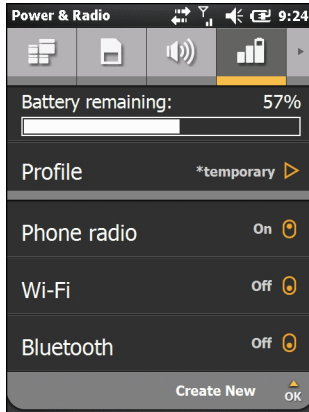 Power & Radio 9:24
Battery remaining: 57%
Profile *temporary
Phone radio On
Wi-Fi Off
Bluetooth Off
Create New OK